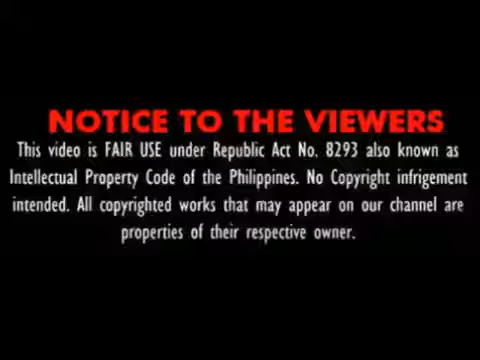 NOTICE TO THE VIEWERS
This video is FAIR USE under Republic Act No. 8293 also known as
Intellectual Property Code of the Philippines. No Copyright infrigement
intended. All copyrighted works that may appear on our channel are
properties of their respective owner.